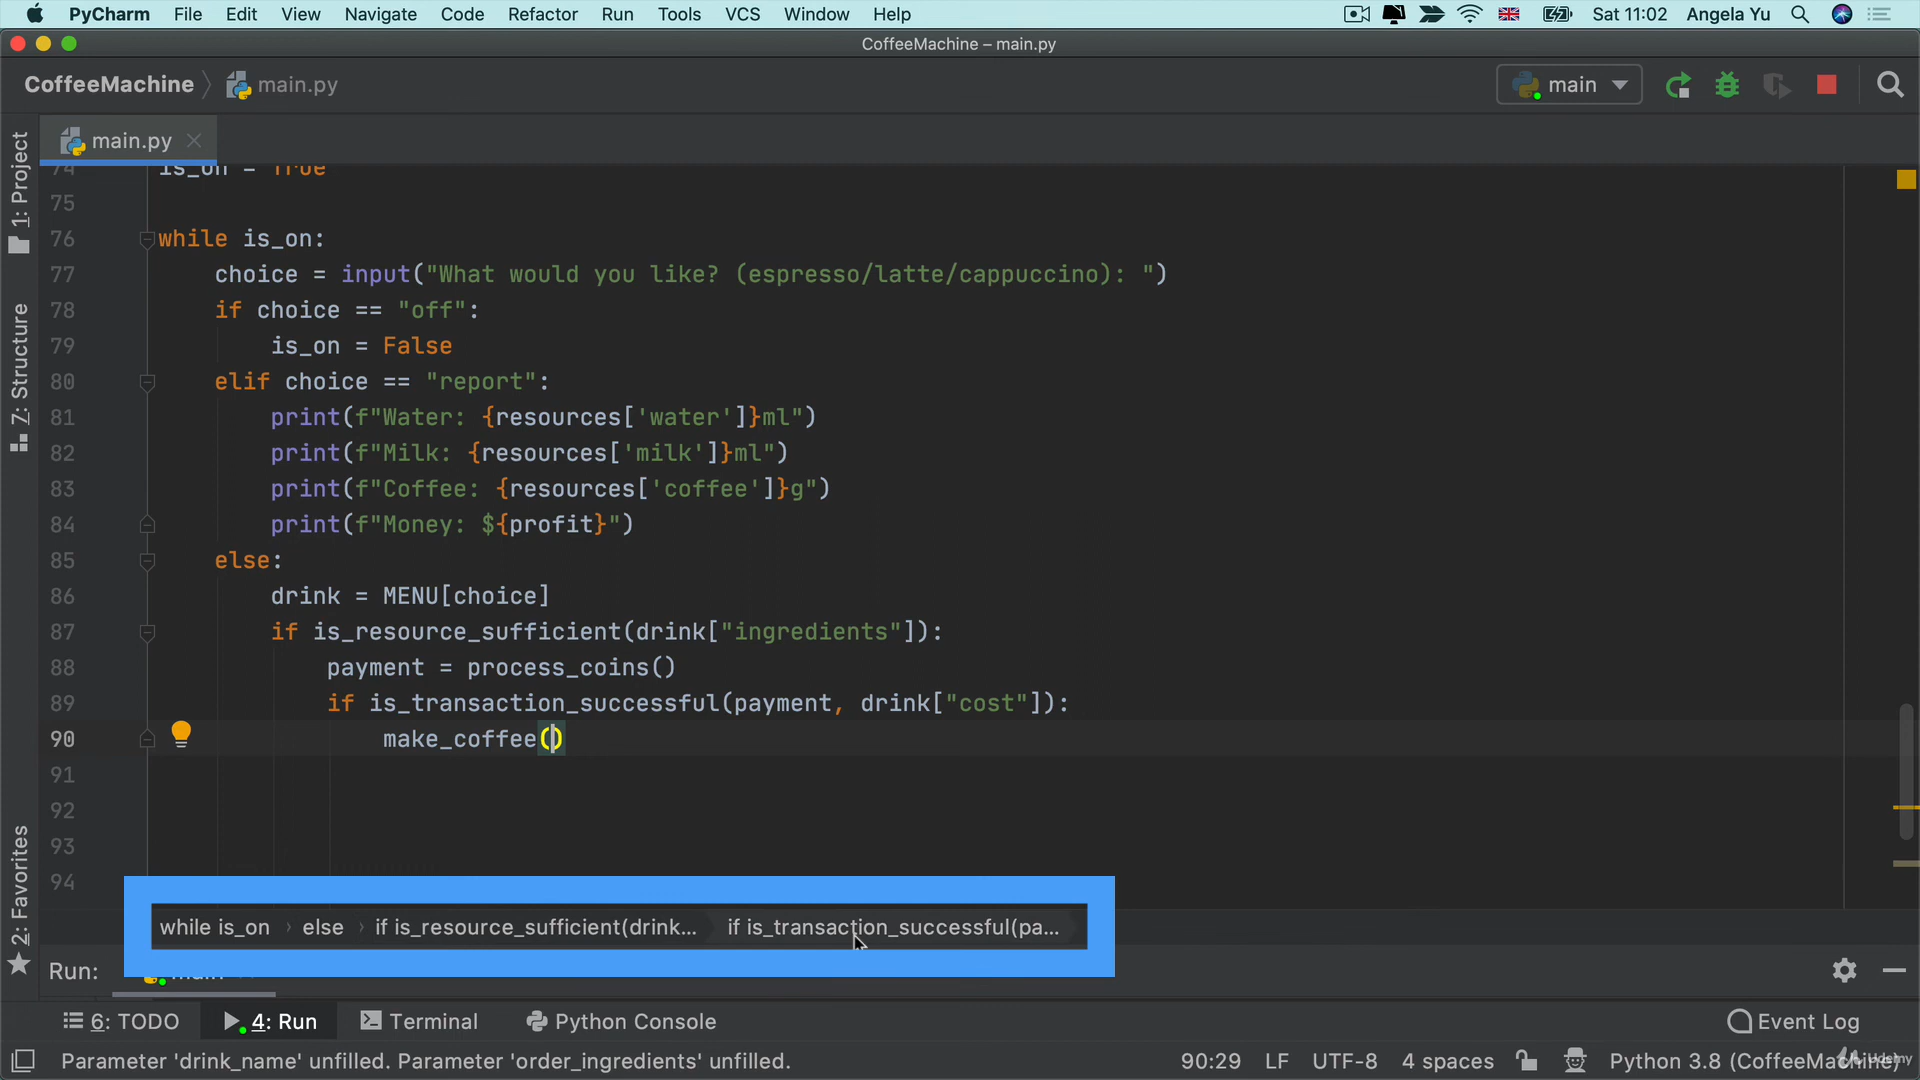 PyCharm File Edit View Navigate Code Refactor Run Tools VCS Window Help Sat 11:02 Angela Yu
CoffeeMachine – main.py
CoffeeMachine main.py main
main.py
1: Project
7: Structure
2: Favorites
74 is_on = True
75
76 while is_on:
77 choice = input("What would you like? (espresso/latte/cappuccino): ")
78 if choice == "off":
79 is_on = False
80 elif choice == "report":
81 print(f"Water: {resources['water']}ml")
82 print(f"Milk: {resources['milk']}ml")
83 print(f"Coffee: {resources['coffee']}g")
84 print(f"Money: ${profit}")
85 else:
86 drink = MENU[choice]
87 if is_resource_sufficient(drink["ingredients"]):
88 payment = process_coins()
89 if is_transaction_successful(payment, drink["cost"]):
90 make_coffee()
91
92
93
94
while is_on › else › if is_resource_sufficient(drink... if is_transaction_successful(pa...
Run: main
6: TODO 4: Run Terminal Python Console Event Log
Parameter 'drink_name' unfilled. Parameter 'order_ingredients' unfilled. 90:29 LF UTF-8 4 spaces Python 3.8 (CoffeeMachine)
Udemy